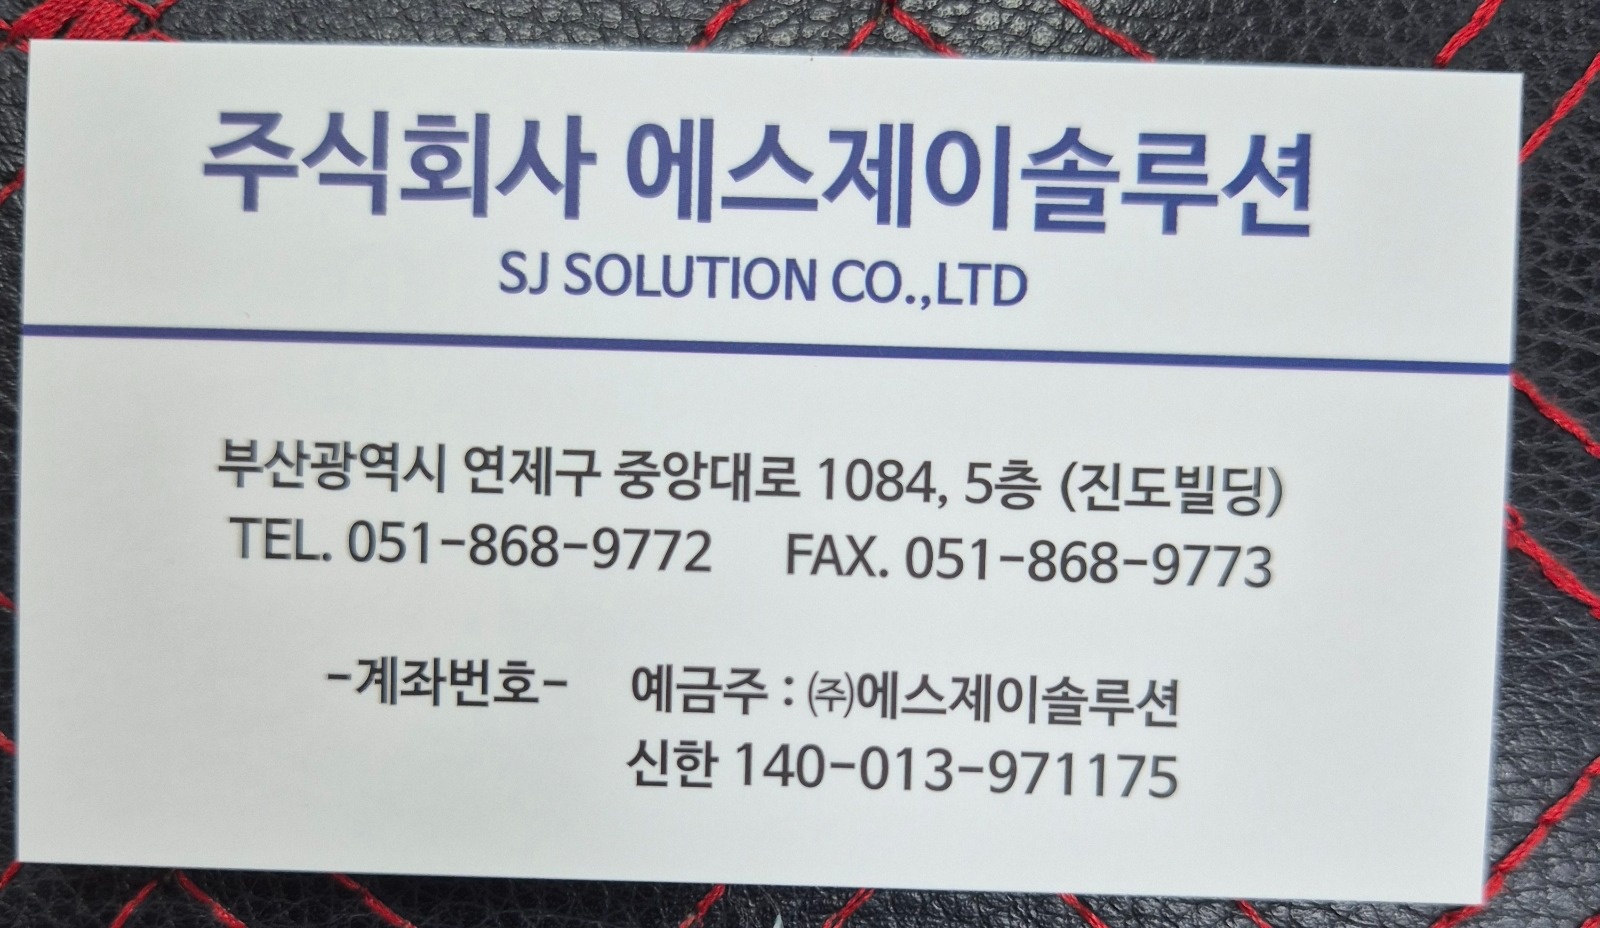 주식회사 에스제이솔루션
SJ SOLUTION CO.,LTD
부산광역시 연제구 중앙대로 1084, 5층 (진도빌딩)
TEL. 051-868-9772 FAX. 051-868-9773
-계좌번호- 예금주 : ㈜에스제이솔루션
신한 140-013-971175